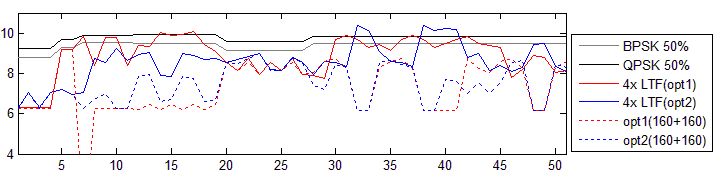 10
8
6
4
5
10
15
20
25
30
35
40
45
50
BPSK 50%
QPSK 50%
4x LTF(opt1)
4x LTF(opt2)
opt1(160+160)
opt2(160+160)